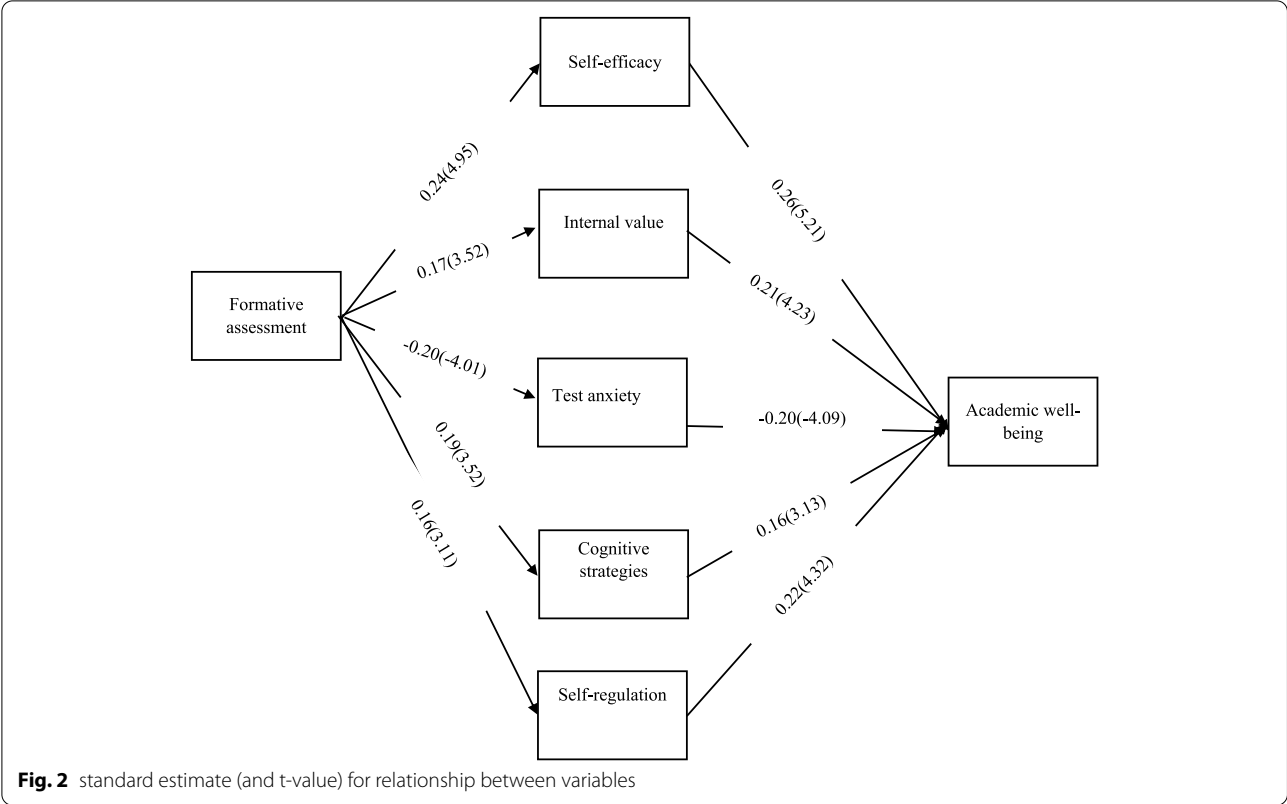 Self-efficacy
0.24(4.95)
0.26(5.21)
Internal value
0.17(3.52)
0.21(4.23)
Formative
assessment
-0.20(-4.01)
Test anxiety
-0.20(-4.09)
Academic well-
being
0.19(3.52)
0.16(3.11)
Cognitive
strategies
0.16(3.13)
0.22(4.32)
Self-regulation
Fig. 2 standard estimate (and t-value) for relationship between variables